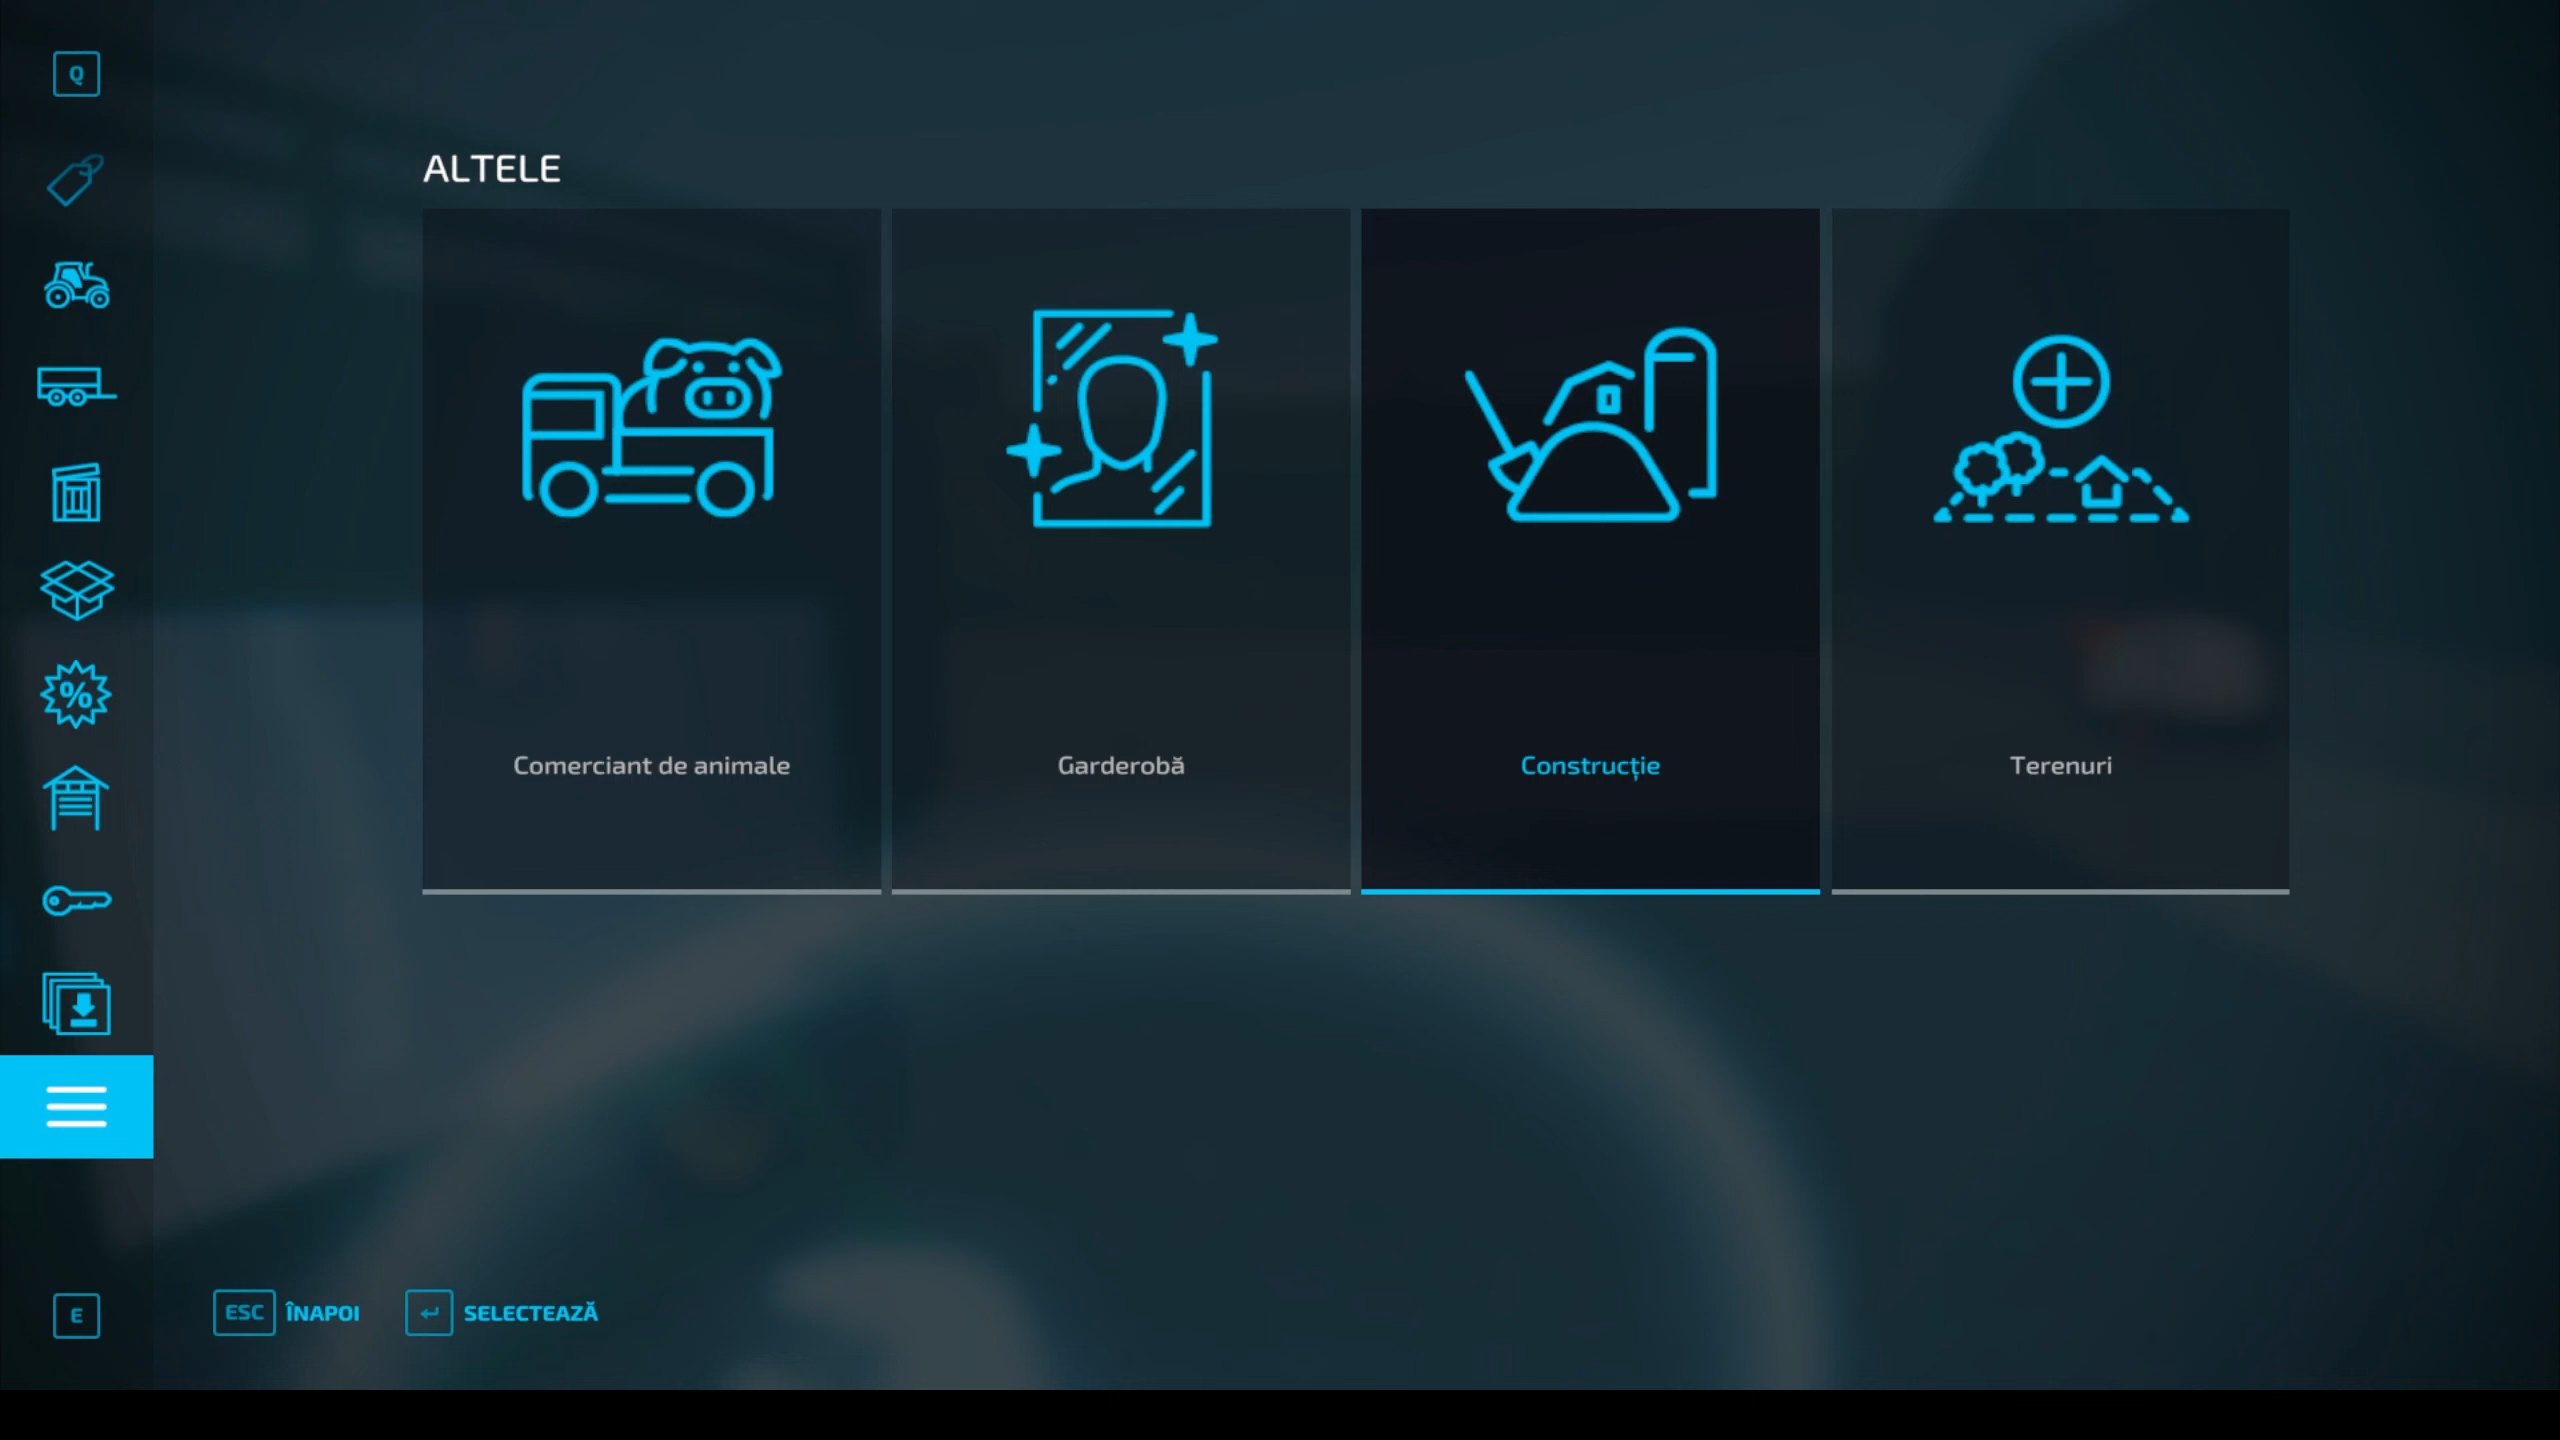 Q
ALTELE
%
Comerciant de animale
Garderobă
Construcție
Terenuri
E
ESC ÎNAPOI
SELECTEAZĂ